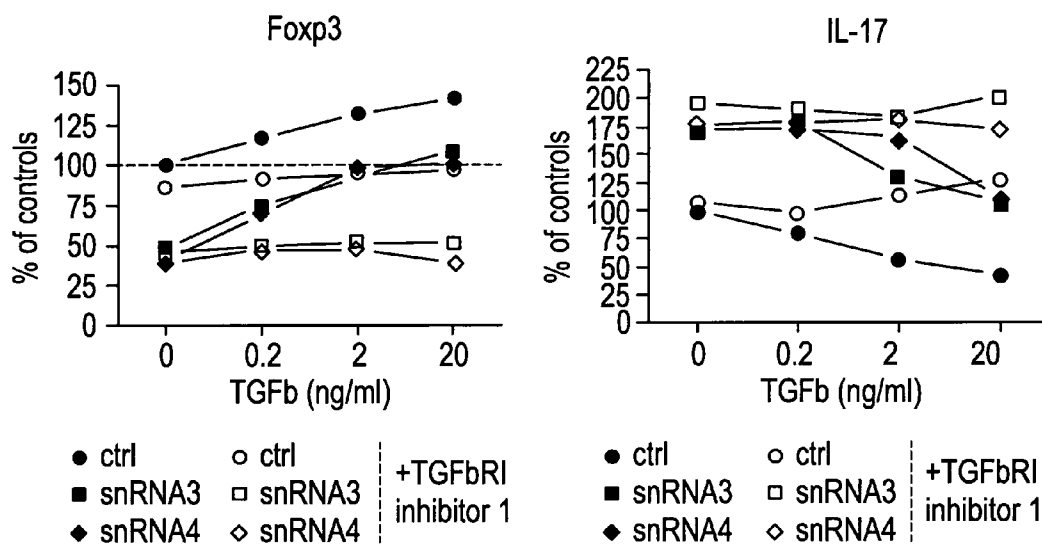 Foxp3
% of controls
150
125
100
75
50
25
0
0 0.2 2 20
TGFb (ng/ml)
ctrl ctrl
snRNA3 snRNA3
snRNA4 snRNA4
+TGFbRI
inhibitor 1
IL-17
% of controls
225
200
175
150
125
100
75
50
25
0
0 0.2 2 20
TGFb (ng/ml)
ctrl ctrl
snRNA3 snRNA3
snRNA4 snRNA4
+TGFbRI
inhibitor 1